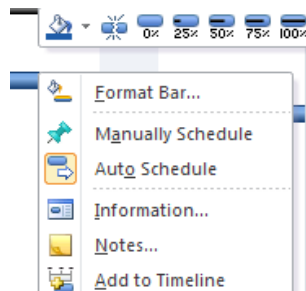 0% 25% 50% 75% 100%
Format Bar...
Manually Schedule
Auto Schedule
Information...
Notes...
Add to Timeline